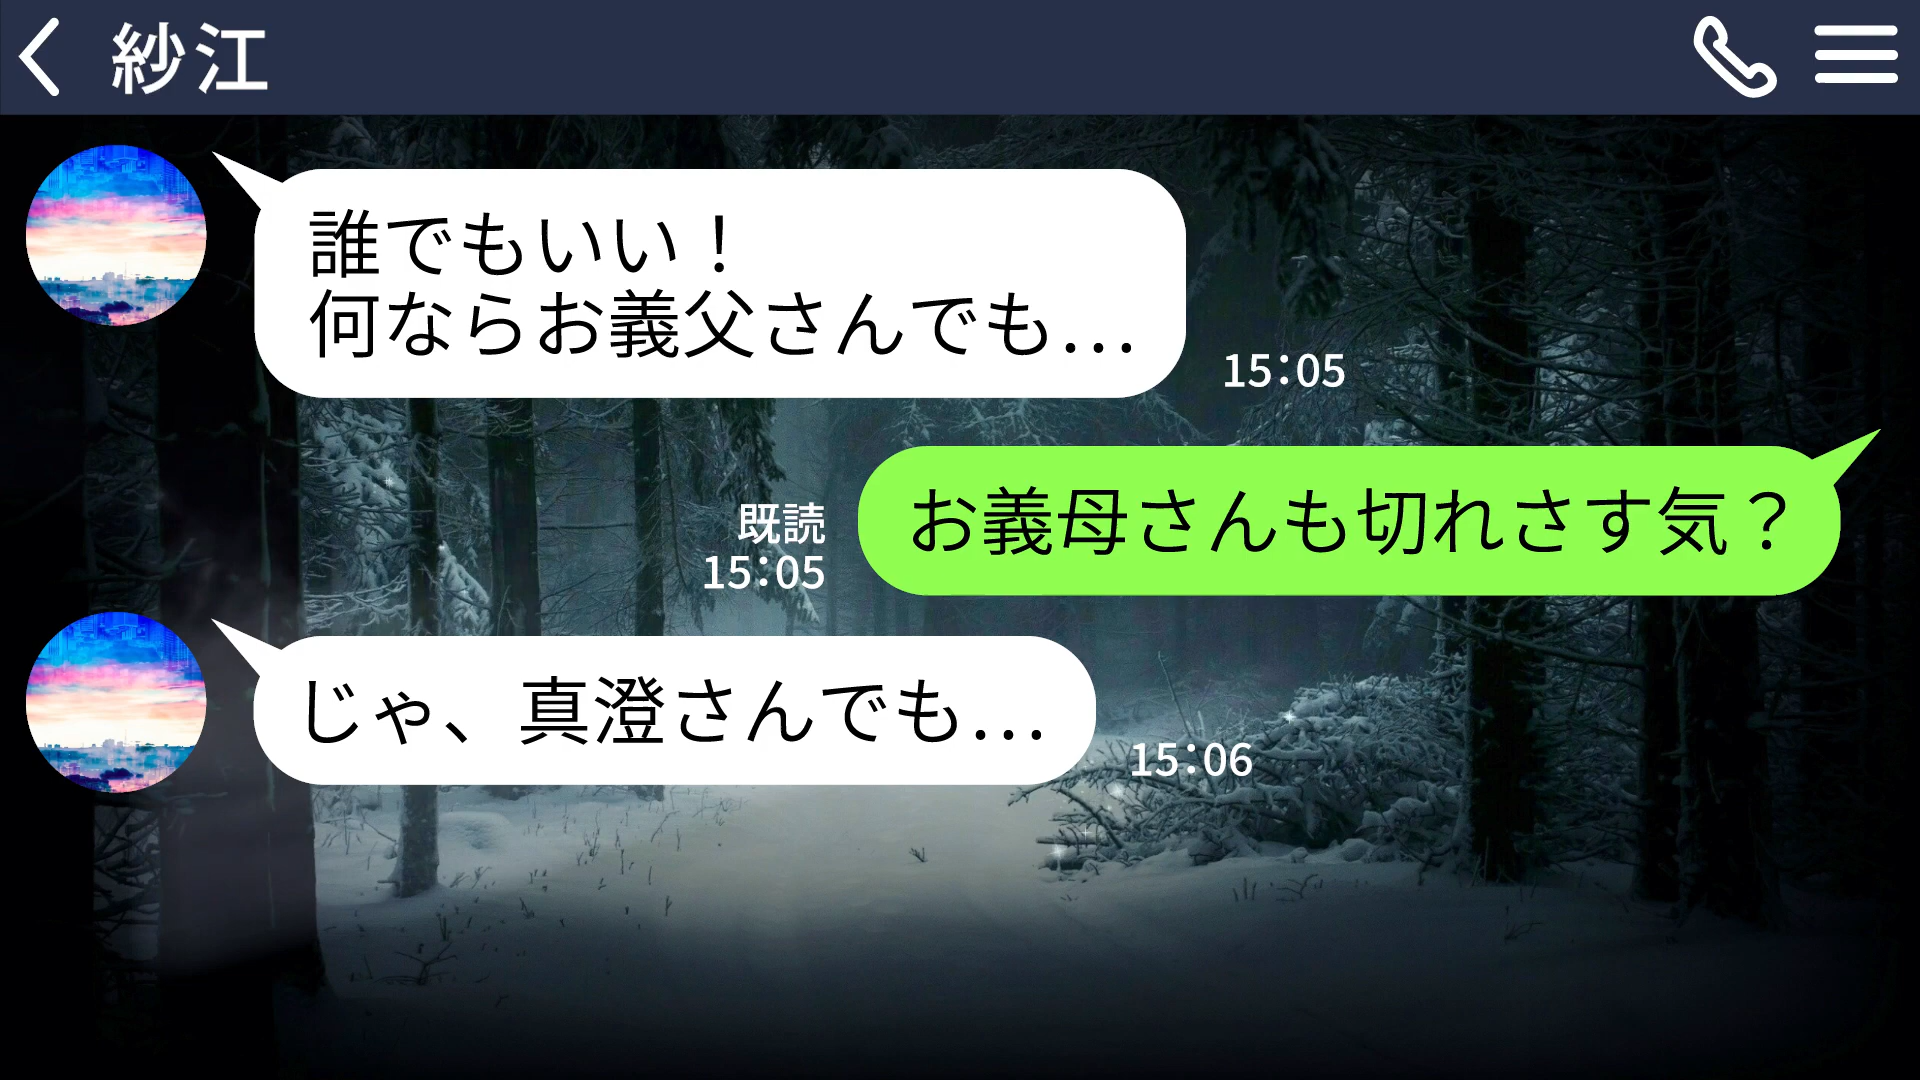 紗江
誰でもいい！
何ならお義父さんでも…
15:05
お義母さんも切れさす気？
既読
15:05
じゃ、真澄さんでも…
15:06